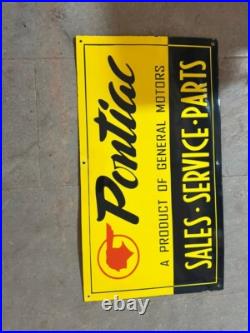 Pontiac
A PRODUCT OF GENERAL MOTORS
SALES·SERVICE·PARTS